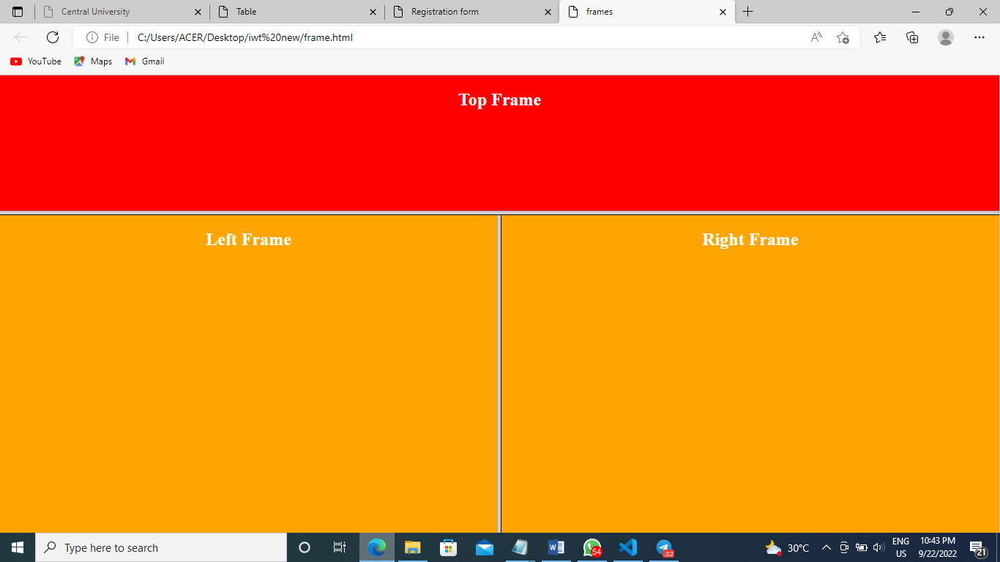 Central University
Table
Registration form
frames
File
C:/Users/ACER/Desktop/iwt%20new/frame.html
YouTube
Maps
Gmail
Top Frame
Left Frame
Right Frame
Type here to search
54
.02
30°C
ENG
US
10:43 PM
9/22/2022
21